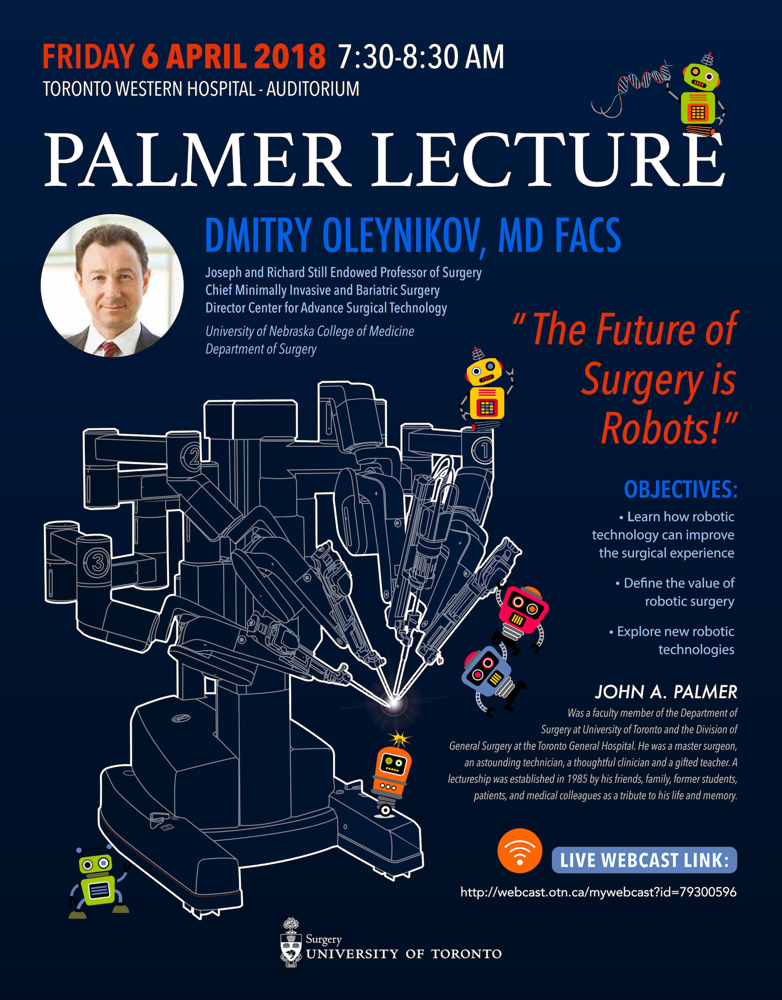 FRIDAY 6 APRIL 2018 7:30-8:30 AM
TORONTO WESTERN HOSPITAL - AUDITORIUM
PALMER LECTURE
DMITRY OLEYNIKOV, MD FACS
Joseph and Richard Still Endowed Professor of Surgery
Chief Minimally Invasive and Bariatric Surgery
Director Center for Advance Surgical Technology
University of Nebraska College of Medicine
Department of Surgery
“The Future of
Surgery is
Robots!”
2
1
3
OBJECTIVES:
• Learn how robotic
technology can improve
the surgical experience
• Define the value of
robotic surgery
• Explore new robotic
technologies
JOHN A. PALMER
Was a faculty member of the Department of
Surgery at University of Toronto and the Division of
General Surgery at the Toronto General Hospital. He was a master surgeon,
an astounding technician, a thoughtful clinician and a gifted teacher. A
lectureship was established in 1985 by his friends, family, former students,
patients, and medical colleagues as a tribute to his life and memory.
LIVE WEBCAST LINK:
http://webcast.otn.ca/mywebcast?id=79300596
Surgery
UNIVERSITY OF TORONTO